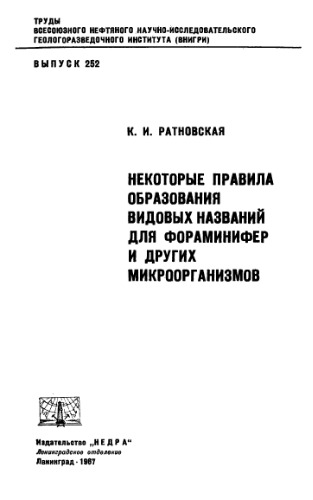 ТРУДЫ
ВСЕСОЮЗНОГО НЕФТЯНОГО НАУЧНО-ИССЛЕДОВАТЕЛЬСКОГО
ГЕОЛОГОРАЗВЕДОЧНОГО ИНСТИТУТА (ВНИГРИ)
ВЫПУСК 252
К. И. РАТНОВСКАЯ
НЕКОТОРЫЕ ПРАВИЛА
ОБРАЗОВАНИЯ
ВИДОВЫХ НАЗВАНИЙ
ДЛЯ ФОРАМИНИФЕР
И ДРУГИХ
МИКРООРГАНИЗМОВ
Издательство „НЕДРА“
Ленинградское отделение
Ленинград • 1967